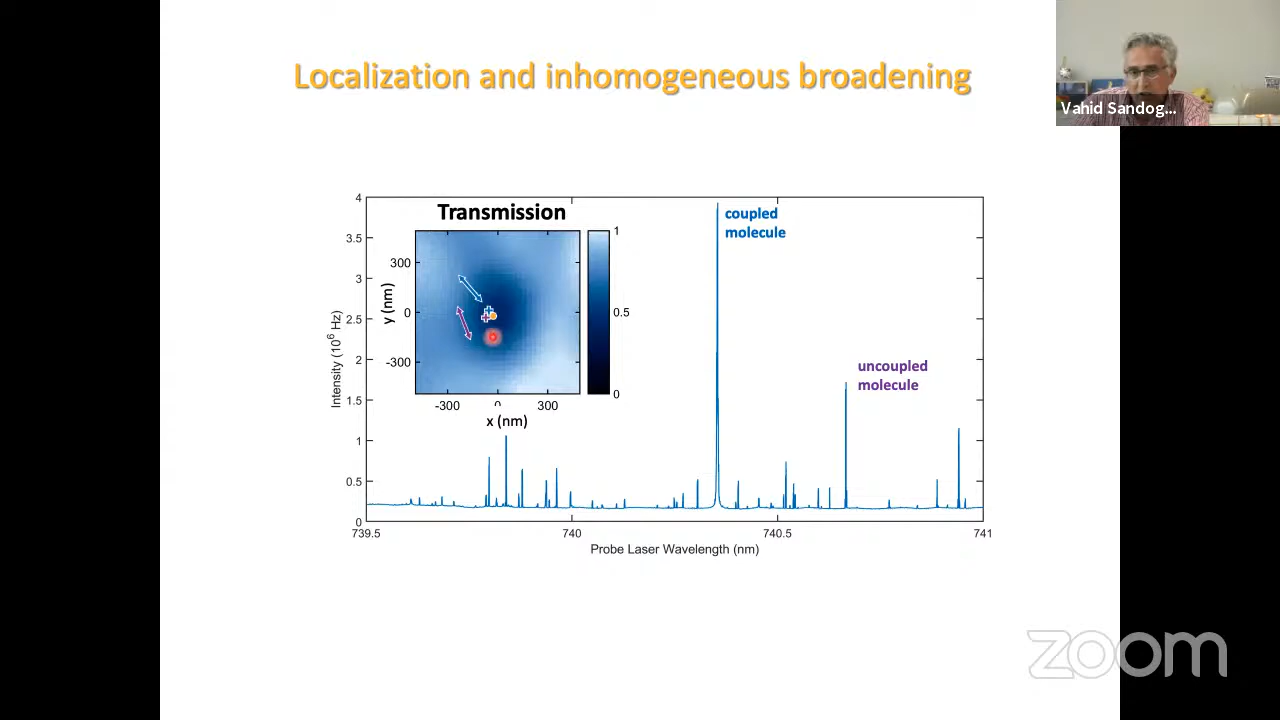 Localization and inhomogeneous broadening
Vahid Sandog...
Transmission
coupled
molecule
uncoupled
molecule
4
3.5
3
2.5
2
1.5
1
0.5
0
Intensity (10⁶ Hz)
739.5
740
740.5
741
Probe Laser Wavelength (nm)
300
0
-300
y (nm)
-300
0
300
x (nm)
1
0.5
0
zoom